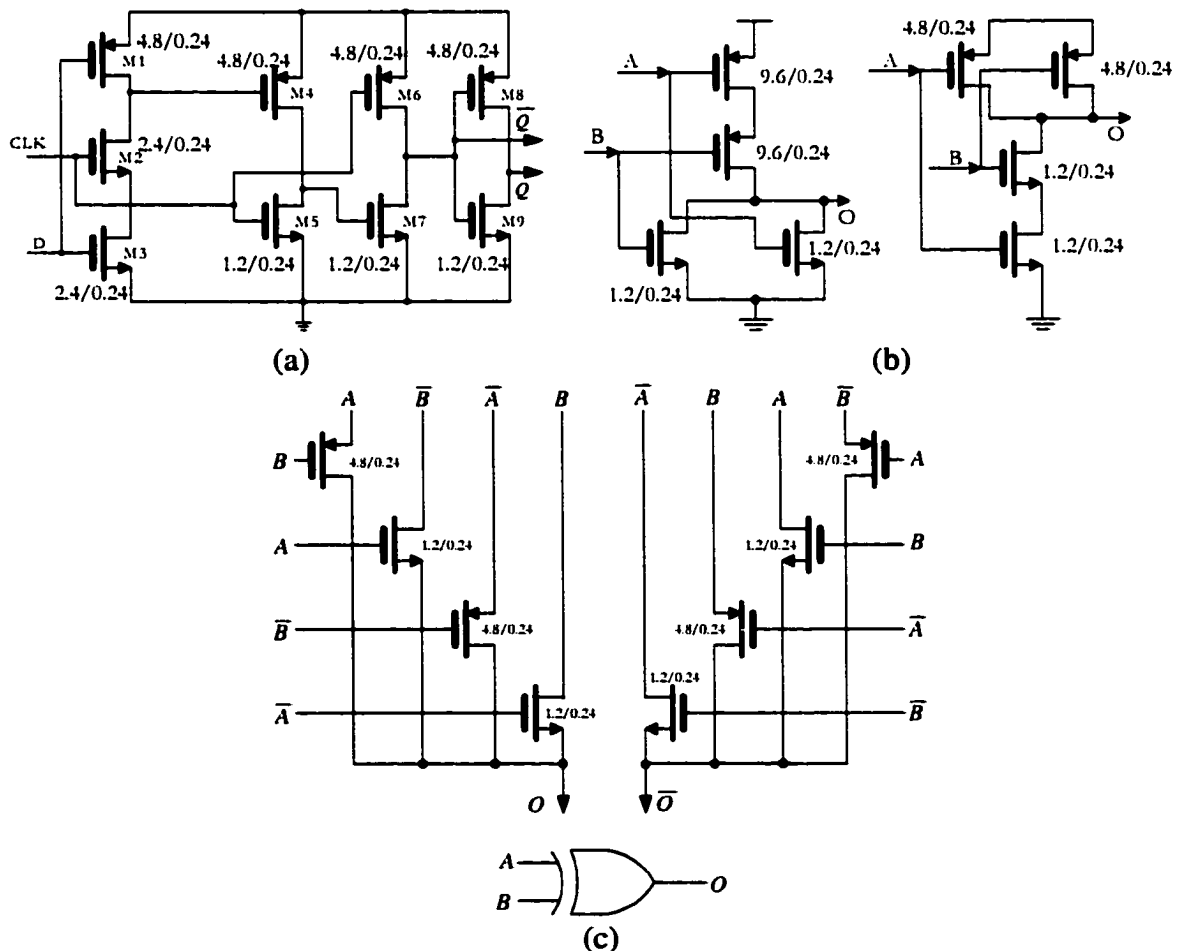 4.8/0.24
M1
4.8/0.24
M4
4.8/0.24
M6
4.8/0.24
M8
Q̅
CLK
2.4/0.24
M2
Q
M5
M7
M9
D
M3
1.2/0.24
1.2/0.24
1.2/0.24
2.4/0.24
(a)
A
9.6/0.24
B
9.6/0.24
O
1.2/0.24
1.2/0.24
4.8/0.24
A
4.8/0.24
O
B
1.2/0.24
1.2/0.24
(b)
A B̅ A̅ B A̅ B A B̅
B 4.8/0.24 4.8/0.24 A
A 1.2/0.24 1.2/0.24 B
B̅ 4.8/0.24 4.8/0.24 A̅
1.2/0.24
A̅ 1.2/0.24 B̅
O O̅
A
O
B
(c)